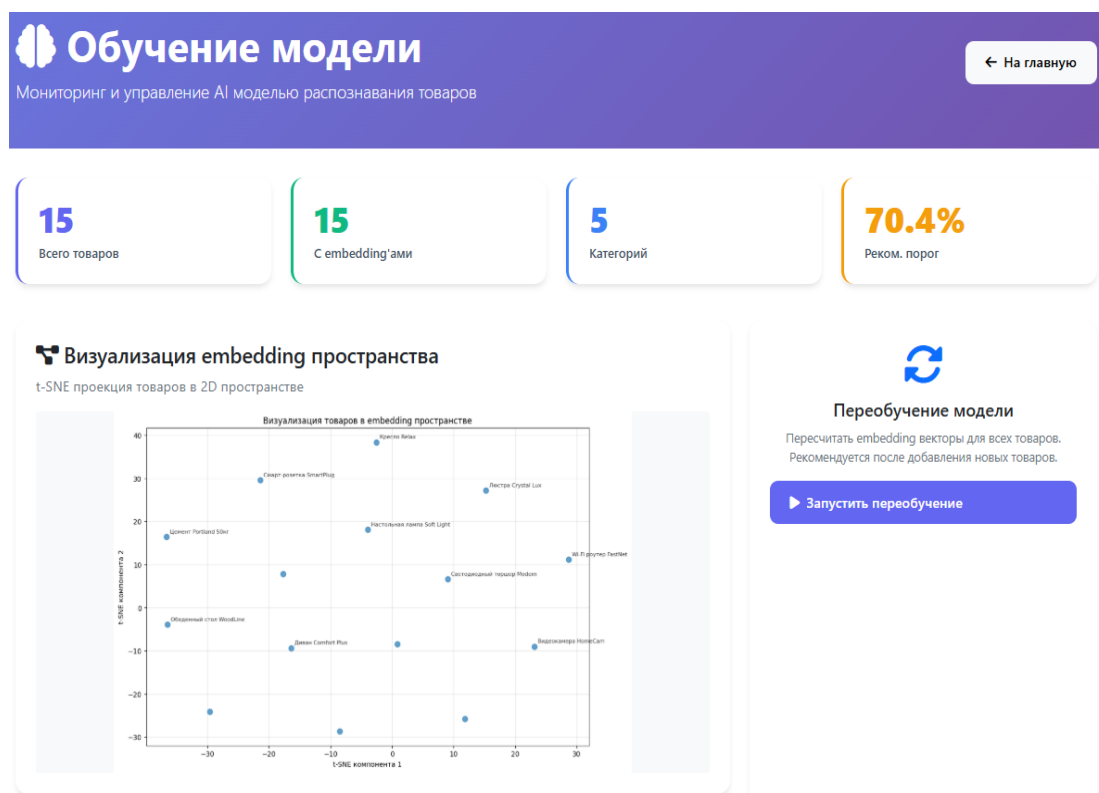 Обучение модели
Мониторинг и управление AI моделью распознавания товаров
← На главную
15
Всего товаров
15
С embedding'ами
5
Категорий
70.4%
Реком. порог
Визуализация embedding пространства
t-SNE проекция товаров в 2D пространстве
Визуализация товаров в embedding пространстве
40
30
20
10
0
−10
−20
−30
t-SNE компонента 2
Кресло Relax
Смарт-розетка SmartPlug
Люстра Crystal Lux
Цемент Portland 50кг
Настольная лампа Soft Light
Wi-Fi роутер FastNet
Светодиодный торшер Modern
Обеденный стол WoodLine
Диван Comfort Plus
Видеокамера HomeCam
−30
−20
−10
0
10
20
30
t-SNE компонента 1
Переобучение модели
Пересчитать embedding векторы для всех товаров.
Рекомендуется после добавления новых товаров.
Запустить переобучение